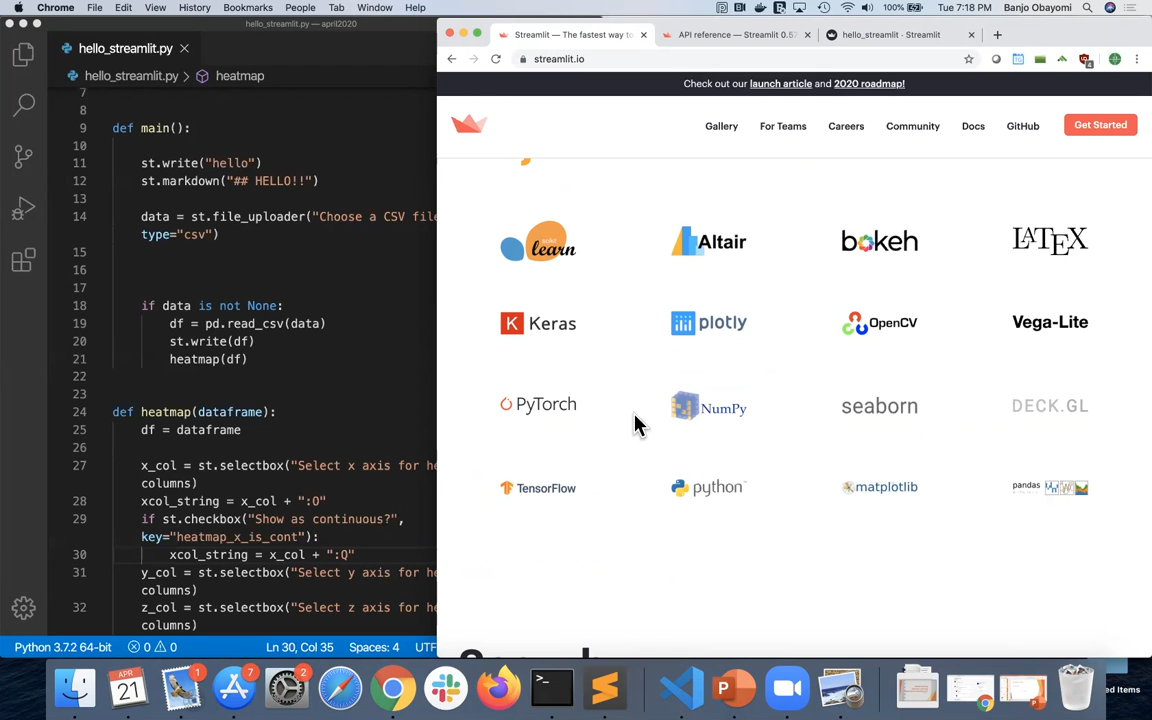 Chrome File Edit View History Bookmarks People Tab Window Help 100% Tue 7:18 PM Banjo Obayomi
hello_streamlit.py — april2020
hello_streamlit.py
hello_streamlit.py > heatmap
7
8
9 def main():
10
11 st.write("hello")
12 st.markdown("## HELLO!!")
13
14 data = st.file_uploader("Choose a CSV file
type="csv")
15
16
17
18 if data is not None:
19 df = pd.read_csv(data)
20 st.write(df)
21 heatmap(df)
22
23
24 def heatmap(dataframe):
25 df = dataframe
26
27 x_col = st.selectbox("Select x axis for he
columns)
28 xcol_string = x_col + ":O"
29 if st.checkbox("Show as continuous?",
key="heatmap_x_is_cont"):
30 xcol_string = x_col + ":Q"
31 y_col = st.selectbox("Select y axis for he
columns)
32 z_col = st.selectbox("Select z axis for he
columns)
Python 3.7.2 64-bit 0 0 Ln 30, Col 35 Spaces: 4 UTF
Streamlit — The fastest way to
API reference — Streamlit 0.57
hello_streamlit · Streamlit
streamlit.io
4
Check out our launch article and 2020 roadmap!
Gallery For Teams Careers Community Docs GitHub Get Started
learn Altair bokeh LATEX
K Keras plotly OpenCV Vega-Lite
PyTorch NumPy seaborn DECK.GL
TensorFlow python matplotlib pandas
APR 21 1 7 2
ed Items